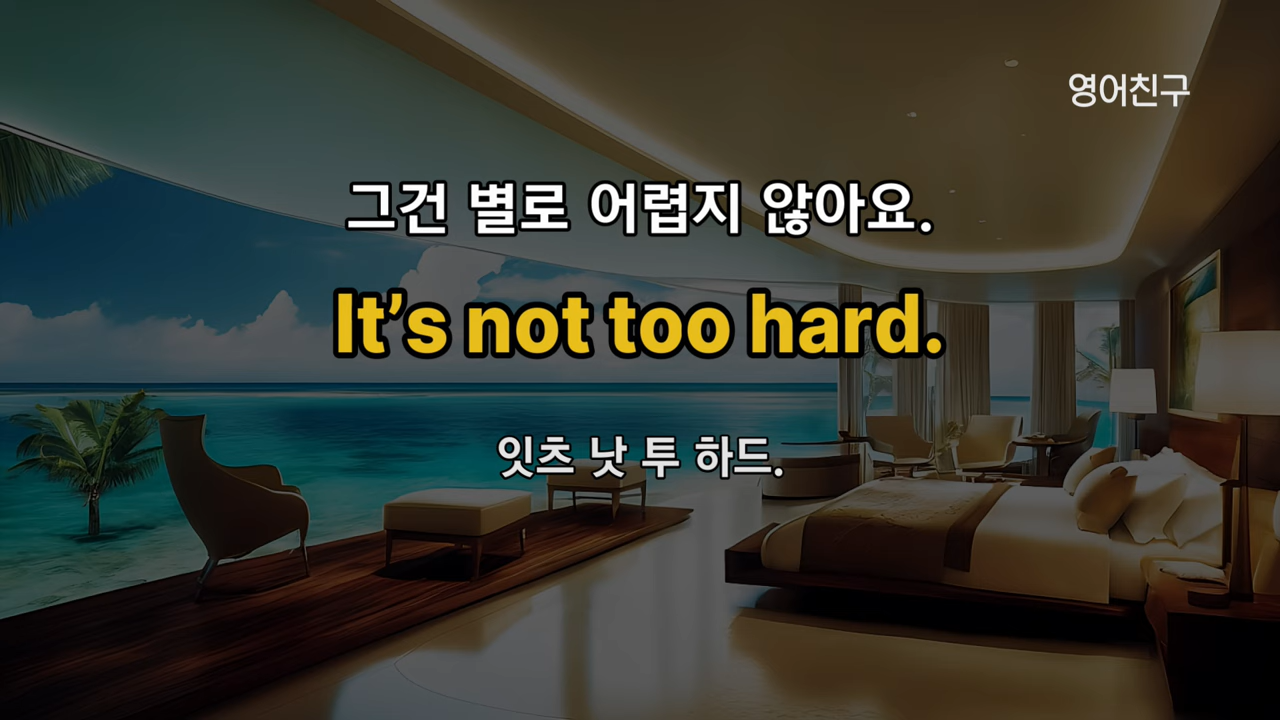 영어친구
그건 별로 어렵지 않아요.
It’s not too hard.
잇츠 낫 투 하드.